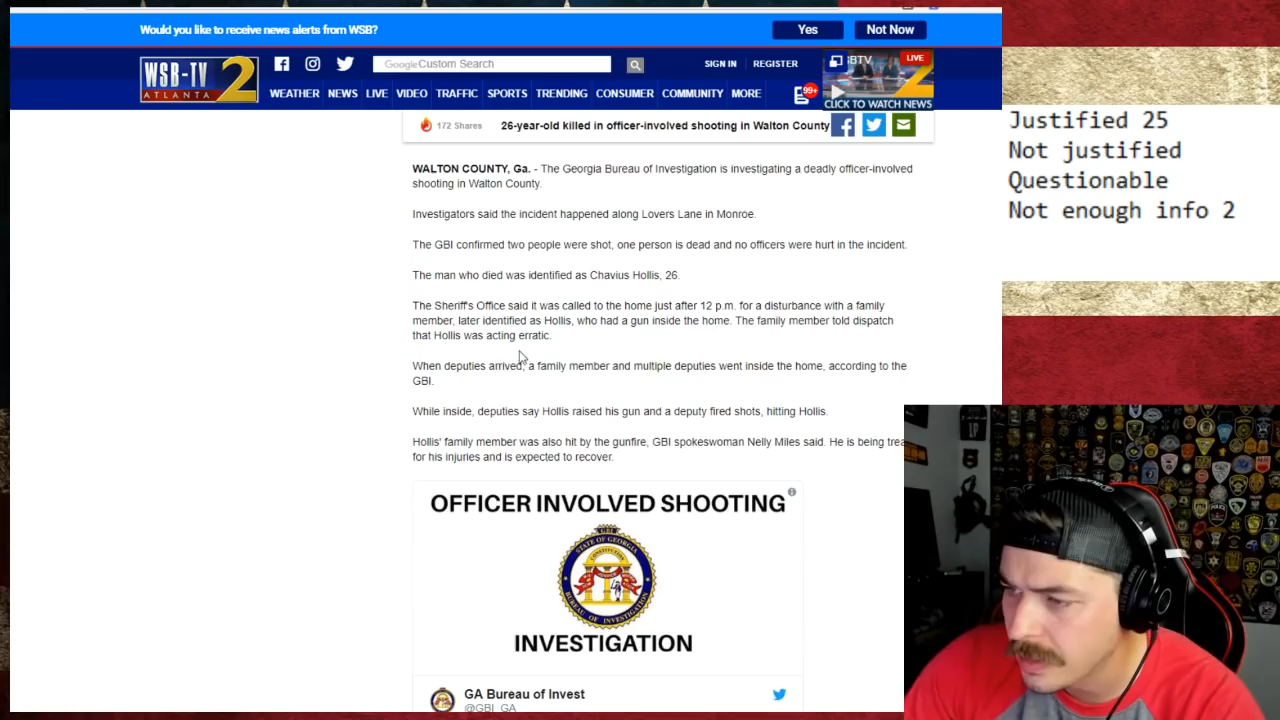 Would you like to receive news alerts from WSB?
Yes
Not Now
WSB-TV 2
ATLANTA
Google Custom Search
SIGN IN
REGISTER
LIVE
CLICK TO WATCH NEWS
WEATHER NEWS LIVE VIDEO TRAFFIC SPORTS TRENDING CONSUMER COMMUNITY MORE
99+
172 Shares
26-year-old killed in officer-involved shooting in Walton County
WALTON COUNTY, Ga. - The Georgia Bureau of Investigation is investigating a deadly officer-involved
shooting in Walton County.
Investigators said the incident happened along Lovers Lane in Monroe.
The GBI confirmed two people were shot, one person is dead and no officers were hurt in the incident.
The man who died was identified as Chavius Hollis, 26.
The Sheriff's Office said it was called to the home just after 12 p.m. for a disturbance with a family
member, later identified as Hollis, who had a gun inside the home. The family member told dispatch
that Hollis was acting erratic.
When deputies arrived, a family member and multiple deputies went inside the home, according to the
GBI.
While inside, deputies say Hollis raised his gun and a deputy fired shots, hitting Hollis.
Hollis' family member was also hit by the gunfire, GBI spokeswoman Nelly Miles said. He is being trea
for his injuries and is expected to recover.
OFFICER INVOLVED SHOOTING
STATE OF GEORGIA
BUREAU OF INVESTIGATION
INVESTIGATION
GA Bureau of Invest
@GBI_GA
Justified 25
Not justified
Questionable
Not enough info 2